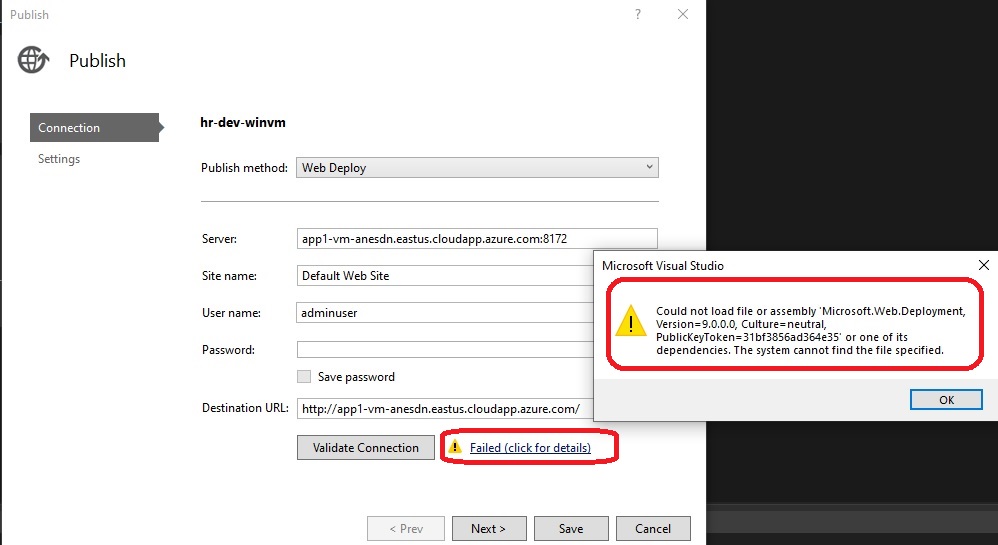 Publish
?
Publish
Connection
Settings
hr-dev-winvm
Publish method:
Web Deploy
Server:
app1-vm-anesdn.eastus.cloudapp.azure.com:8172
Site name:
Default Web Site
User name:
adminuser
Password:
Save password
Destination URL:
http://app1-vm-anesdn.eastus.cloudapp.azure.com/
Validate Connection
Failed (click for details)
< Prev
Next >
Save
Cancel
Microsoft Visual Studio
Could not load file or assembly 'Microsoft.Web.Deployment,
Version=9.0.0.0, Culture=neutral,
PublicKeyToken=31bf3856ad364e35' or one of its
dependencies. The system cannot find the file specified.
OK